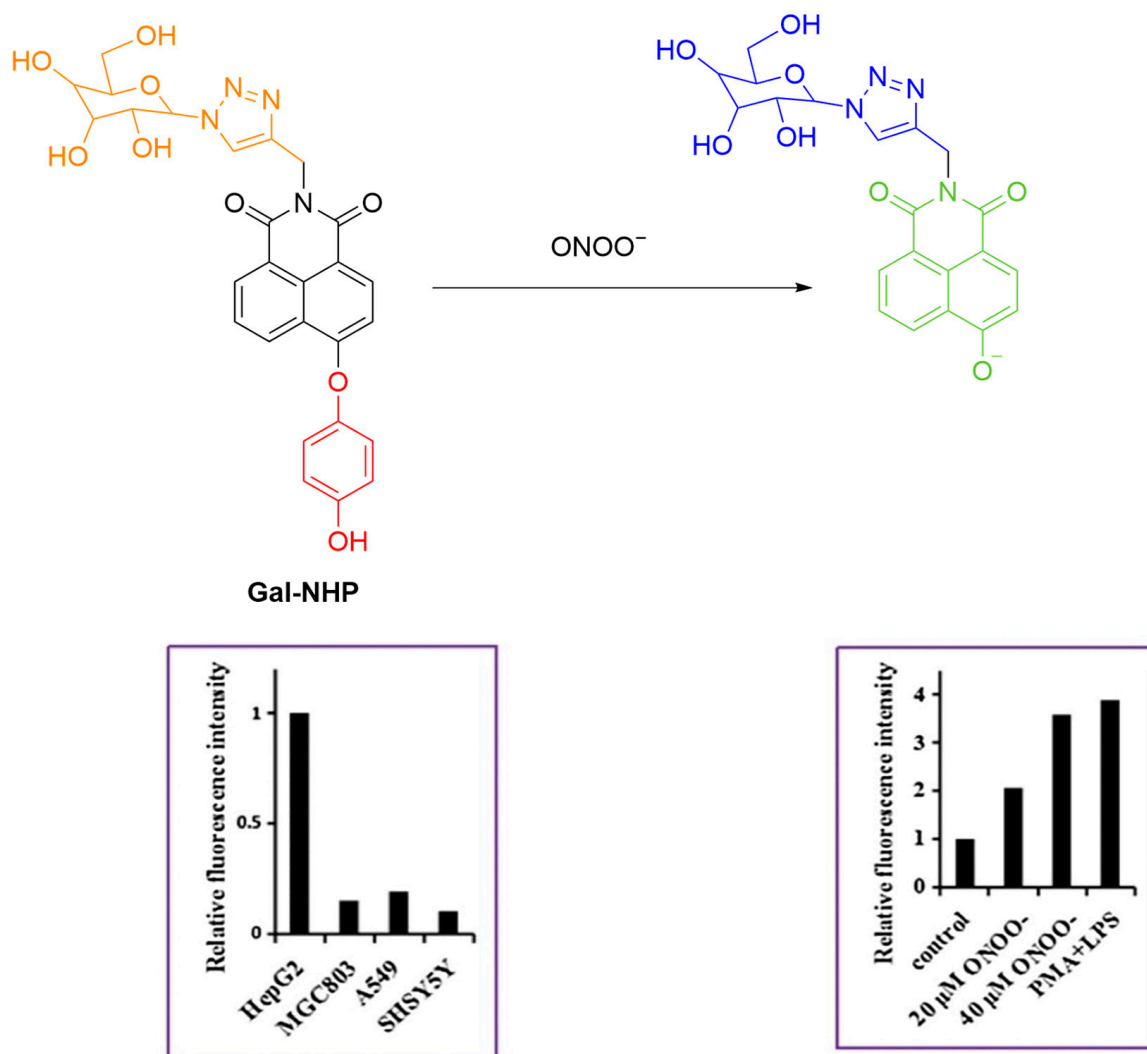 OH
HO
O
N
N
N
HO
OH
HO
N
O
O
O
OH
Gal-NHP
ONOO⁻
OH
HO
O
N
N
N
HO
OH
HO
N
O
O
O⁻
Relative fluorescence intensity
1
0.5
0
HepG2
MGC803
A549
SHSY5Y
Relative fluorescence intensity
4
3
2
1
0
control
20 µM ONOO-
40 µM ONOO-
PMA+LPS